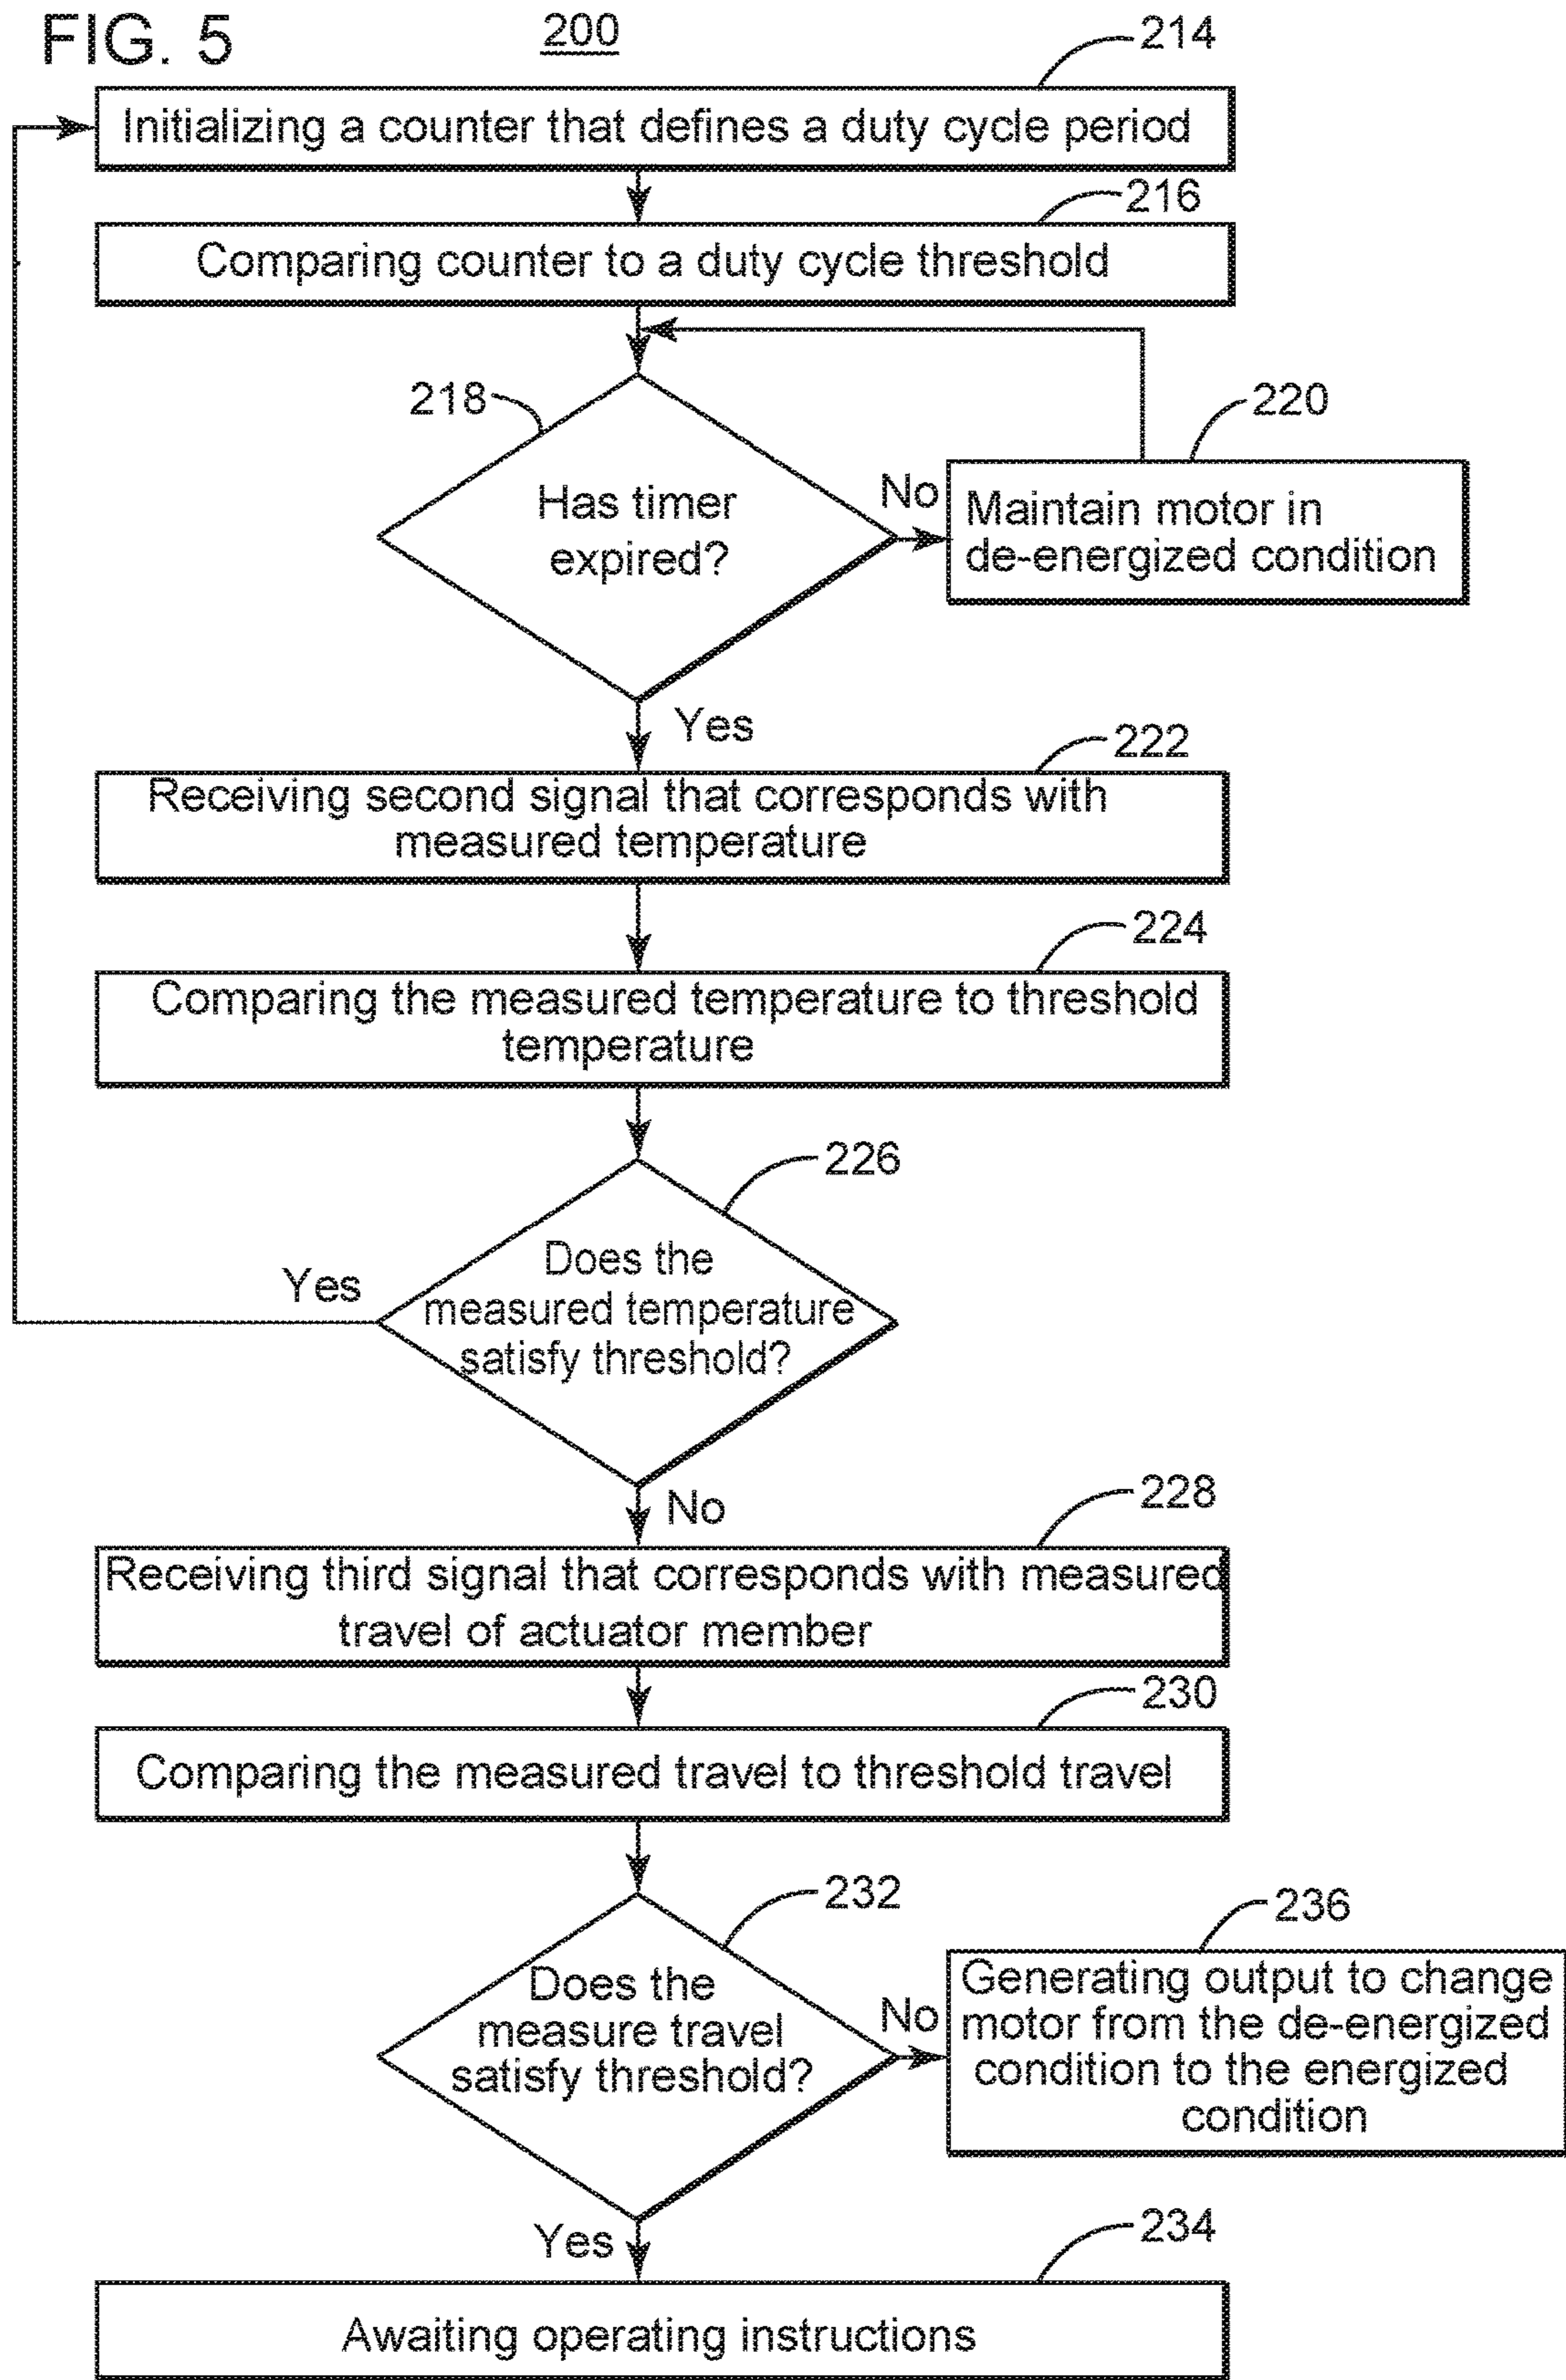 FIG. 5
200
214
Initializing a counter that defines a duty cycle period
216
Comparing counter to a duty cycle threshold
218
Has timer
expired?
No
220
Maintain motor in
de-energized condition
Yes
222
Receiving second signal that corresponds with
measured temperature
224
Comparing the measured temperature to threshold
temperature
226
Does the
measured temperature
satisfy threshold?
Yes
No
228
Receiving third signal that corresponds with measured
travel of actuator member
230
Comparing the measured travel to threshold travel
232
Does the
measure travel
satisfy threshold?
No
236
Generating output to change
motor from the de-energized
condition to the energized
condition
Yes
234
Awaiting operating instructions